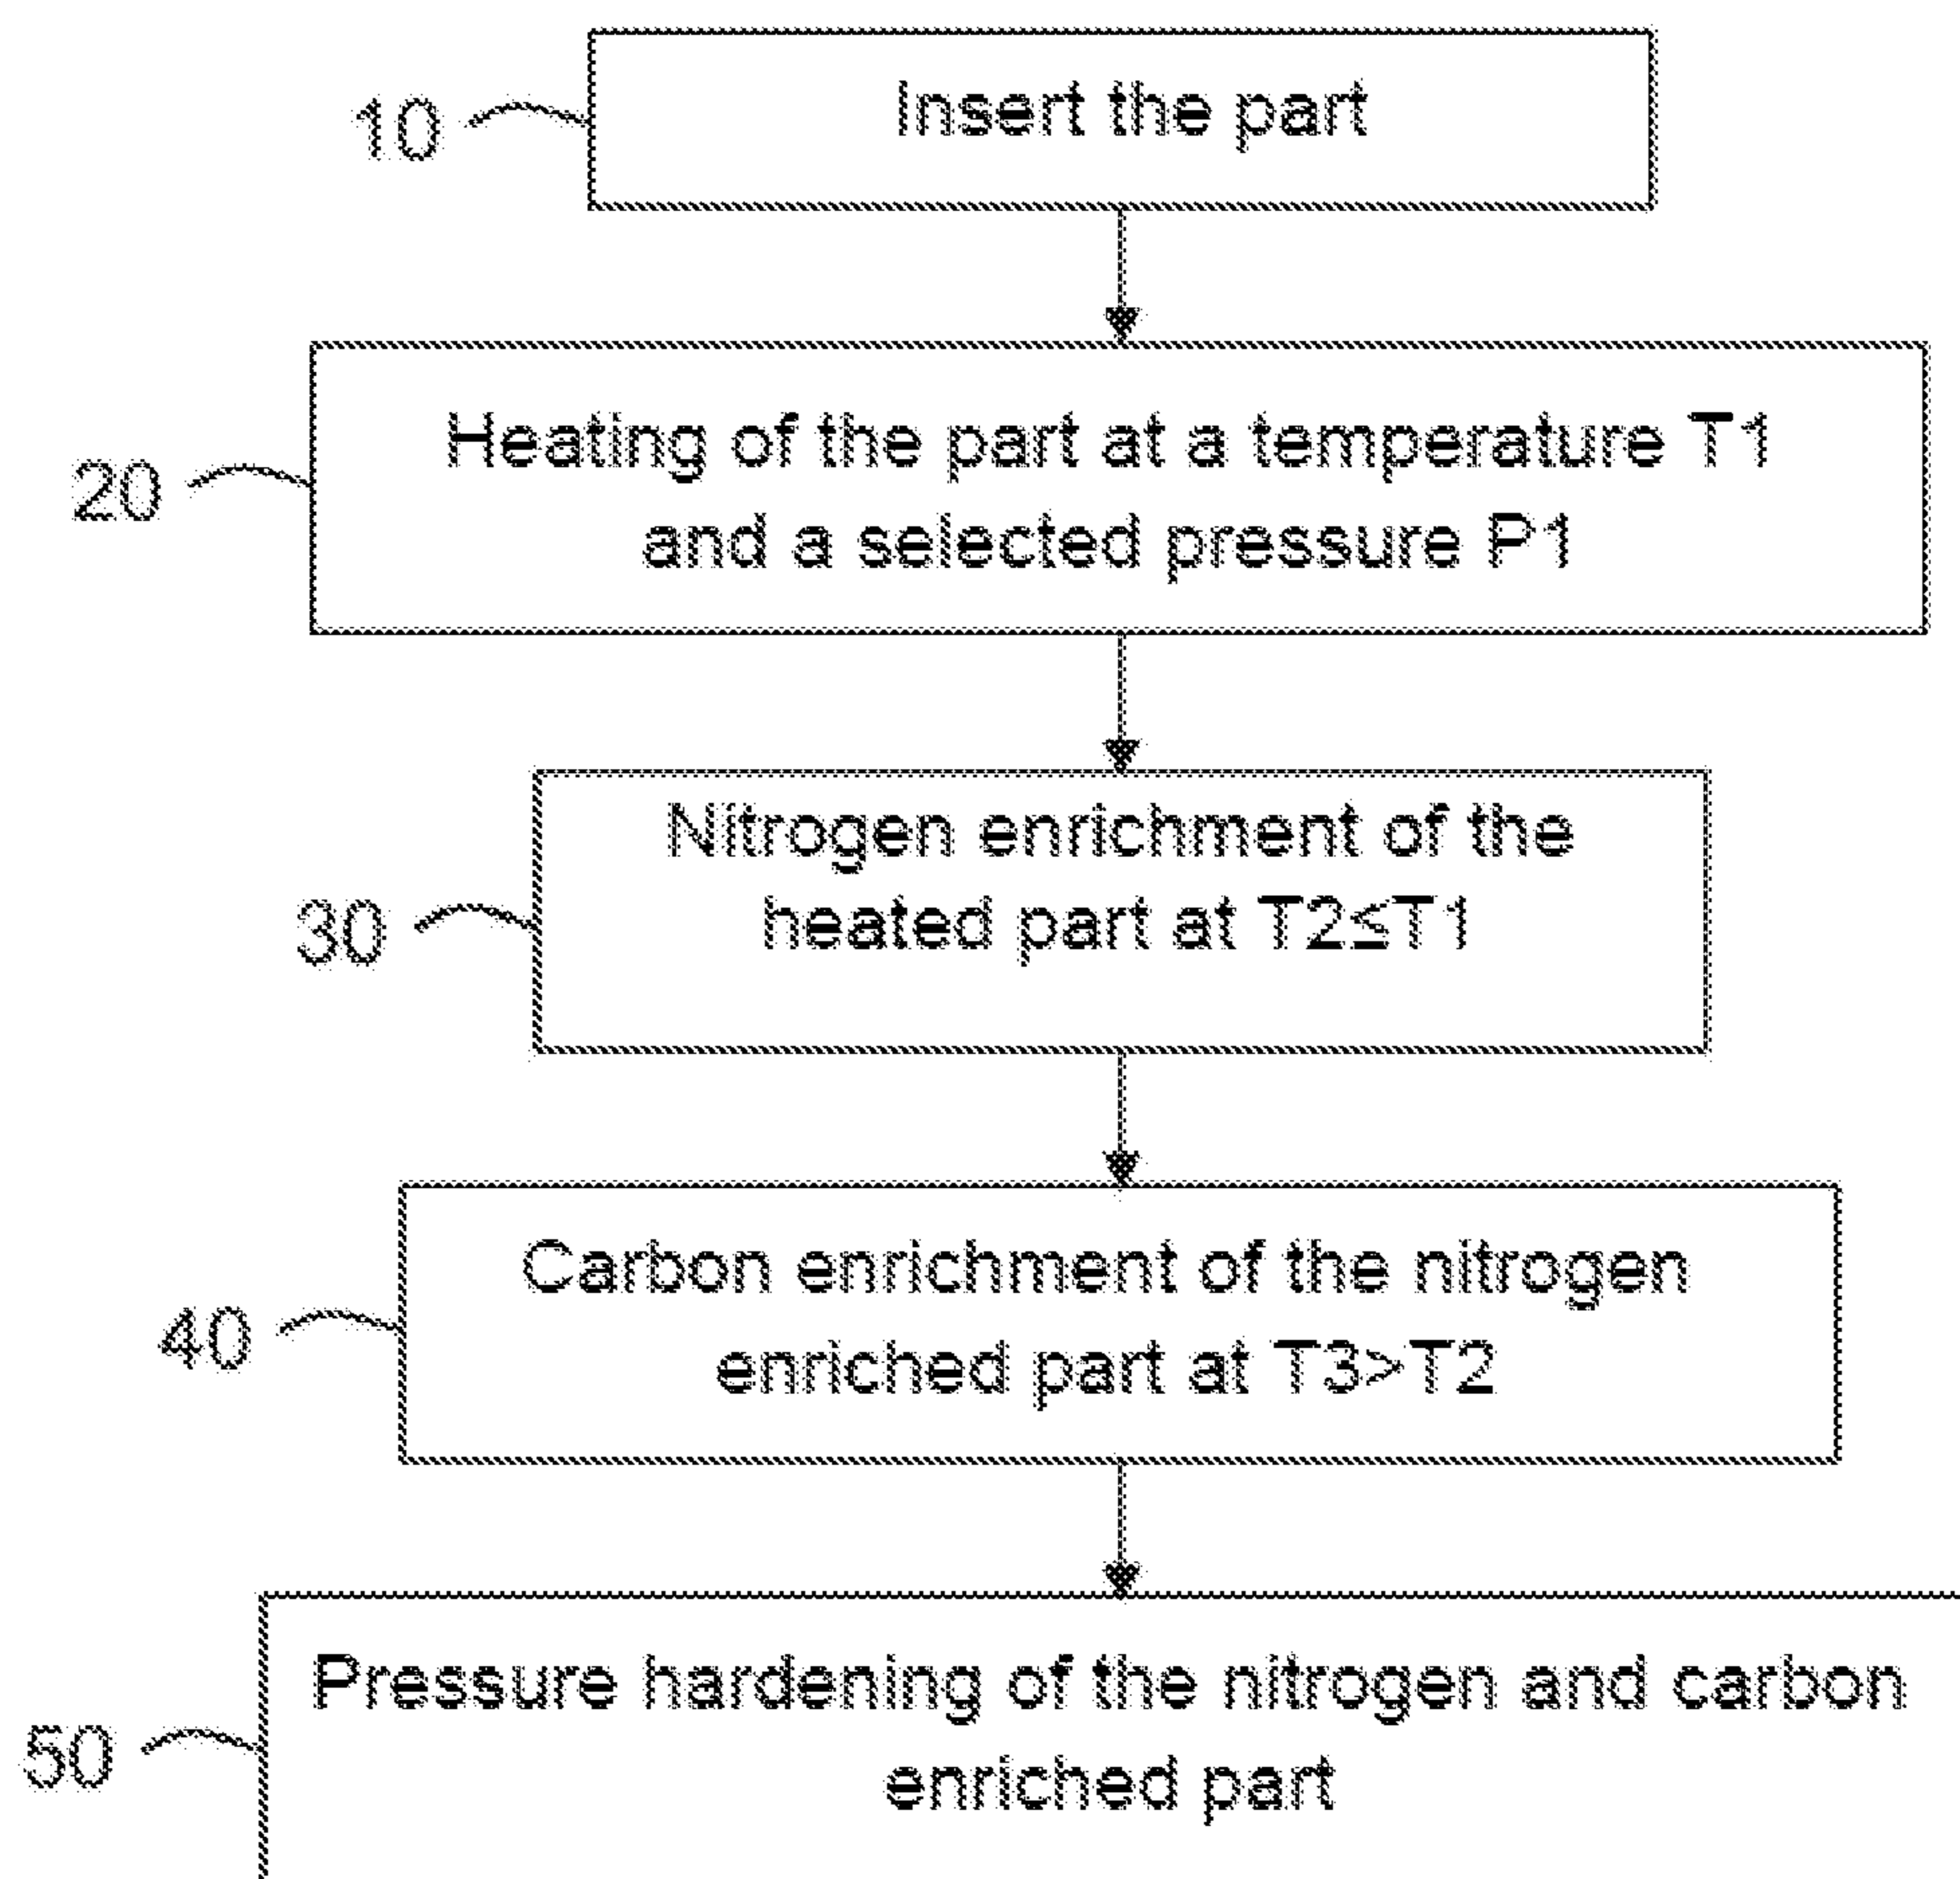 10
Insert the part
20
Heating of the part at a temperature T1
and a selected pressure P1
30
Nitrogen enrichment of the
heated part at T2≤T1
40
Carbon enrichment of the nitrogen
enriched part at T3>T2
50
Pressure hardening of the nitrogen and carbon
enriched part